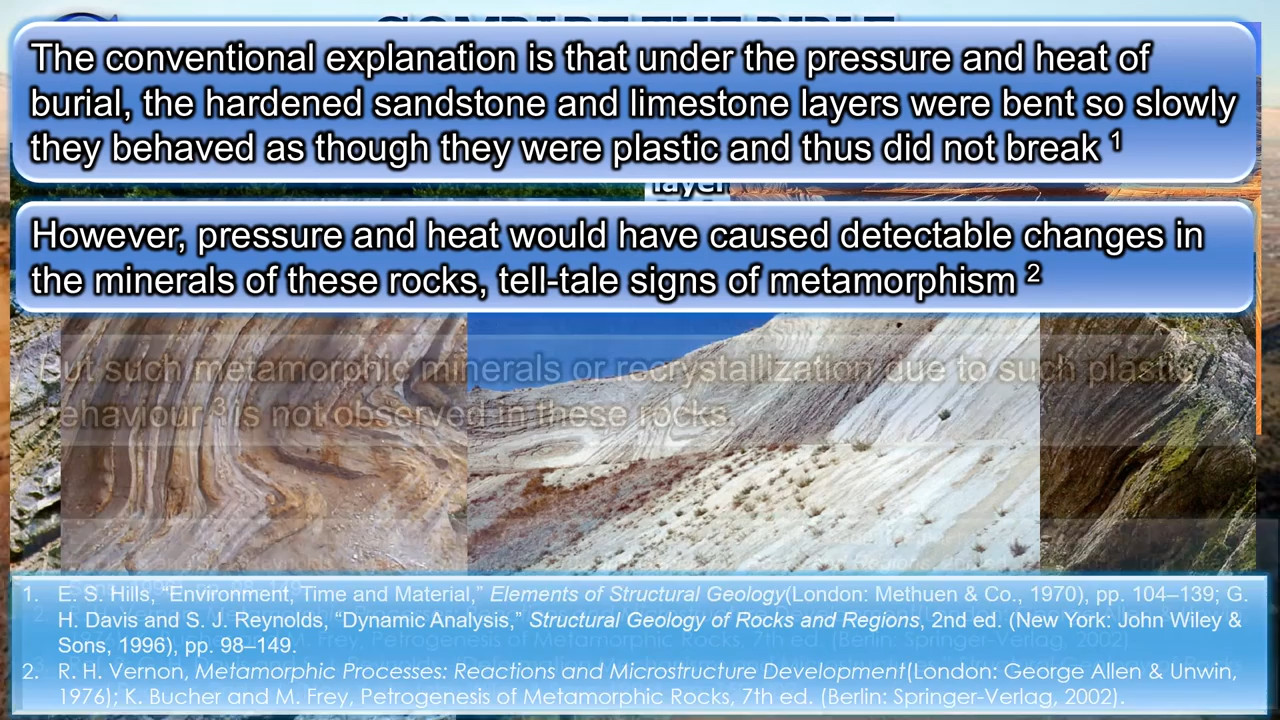 COMPARE THE BIBLE
The conventional explanation is that under the pressure and heat of
burial, the hardened sandstone and limestone layers were bent so slowly
they behaved as though they were plastic and thus did not break 1
layer
However, pressure and heat would have caused detectable changes in
the minerals of these rocks, tell-tale signs of metamorphism 2
But such metamorphic minerals or recrystallization due to such plastic
behaviour 3 is not observed in these rocks.
1. E. S. Hills, “Environment, Time and Material,” Elements of Structural Geology(London: Methuen & Co., 1970), pp. 104–139; G.
H. Davis and S. J. Reynolds, “Dynamic Analysis,” Structural Geology of Rocks and Regions, 2nd ed. (New York: John Wiley &
Sons, 1996), pp. 98–149.
2. R. H. Vernon, Metamorphic Processes: Reactions and Microstructure Development(London: George Allen & Unwin,
1976); K. Bucher and M. Frey, Petrogenesis of Metamorphic Rocks, 7th ed. (Berlin: Springer-Verlag, 2002).